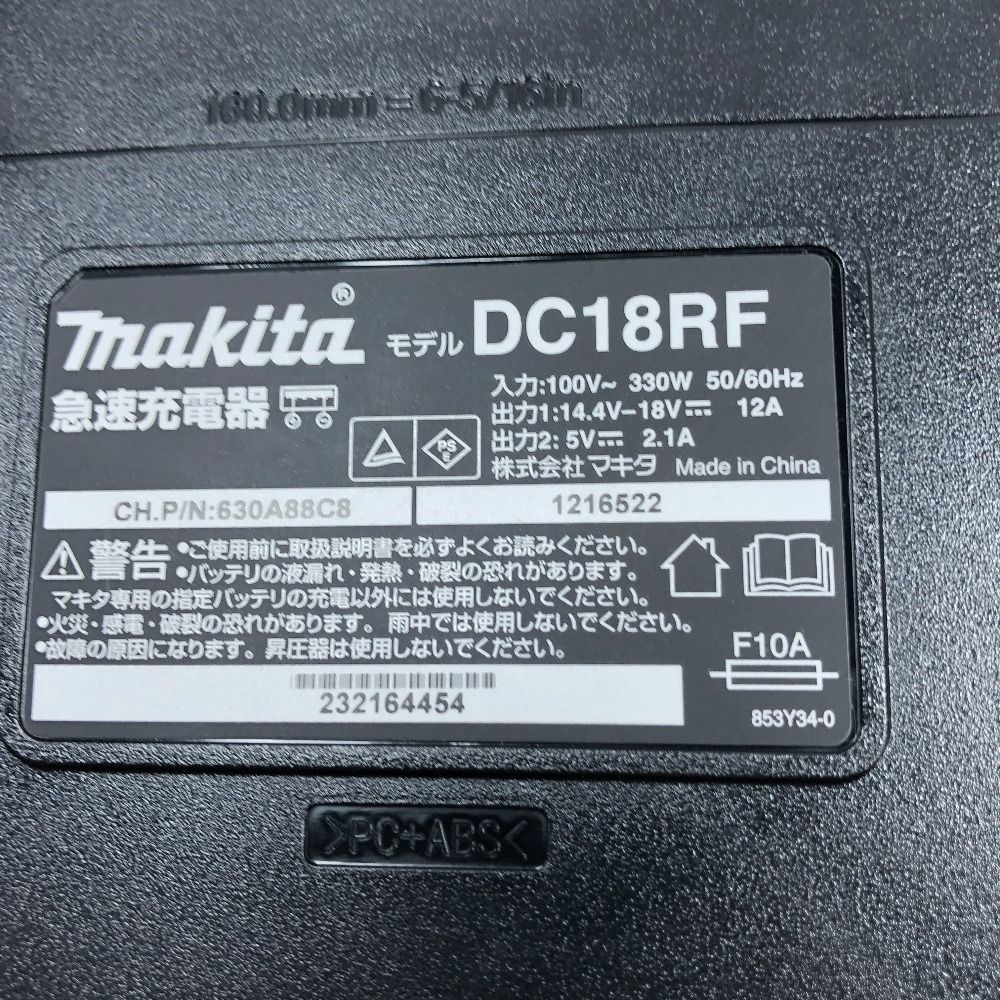 160.0mm = 6-5/16in
makita® モデル DC18RF
急速充電器
入力:100V~ 330W 50/60Hz
出力1:14.4V-18V⎓ 12A
出力2: 5V⎓ 2.1A
株式会社マキタ Made in China
PS E
CH.P/N:630A88C8 1216522
警告 •ご使用前に取扱説明書を必ずよくお読みください。
•バッテリの液漏れ・発熱・破裂の恐れがあります。
マキタ専用の指定バッテリの充電以外には使用しないでください。
•火災・感電・破裂の恐れがあります。雨中では使用しないでください。
•故障の原因になります。昇圧器は使用しないでください。
F10A
232164454
853Y34-0
>PC+ABS<